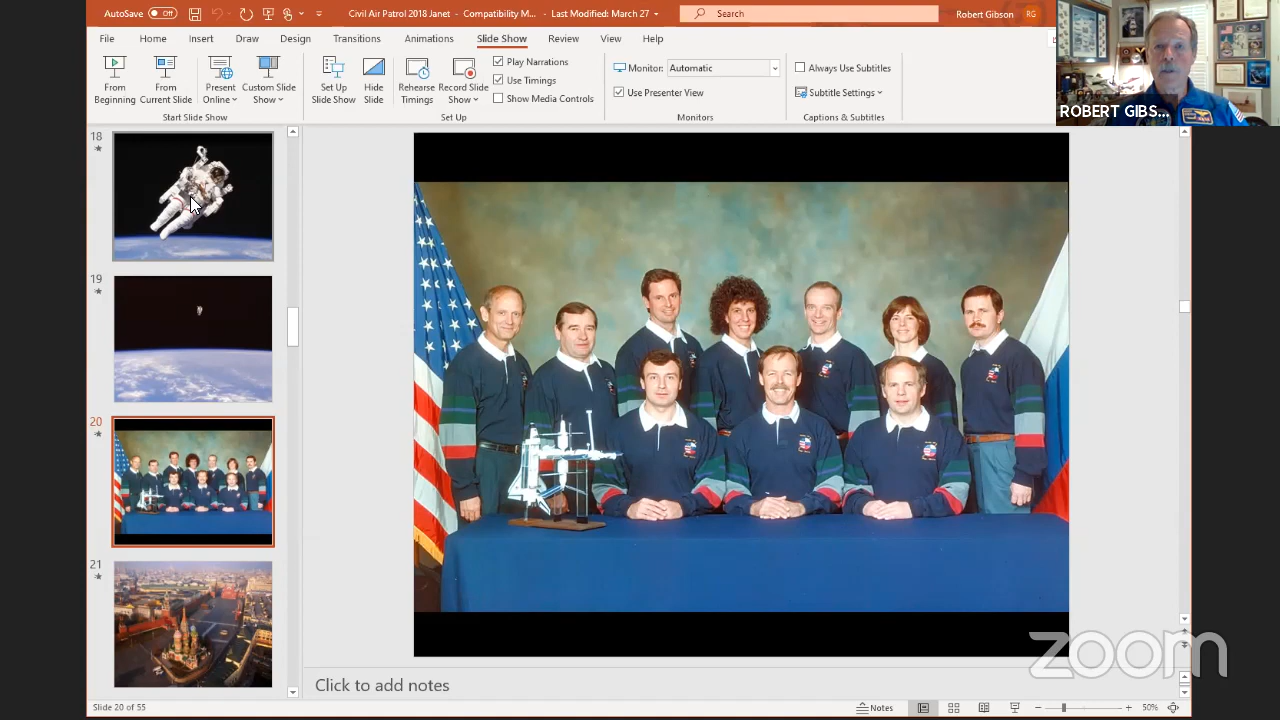 AutoSave Off Civil Air Patrol 2018 Janet - Compatibility M... - Last Modified: March 27 Search Robert Gibson RG
File Home Insert Draw Design Transitions Animations Slide Show Review View Help
From Beginning
From Current Slide
Present Online
Custom Slide Show
Start Slide Show
Set Up Slide Show
Hide Slide
Rehearse Timings
Record Slide Show
Play Narrations
Use Timings
Show Media Controls
Set Up
Monitor: Automatic
Use Presenter View
Monitors
Always Use Subtitles
Subtitle Settings
Captions & Subtitles
ROBERT GIBS...
18
19
20
21
Click to add notes
zoom
Slide 20 of 55 Notes 50%